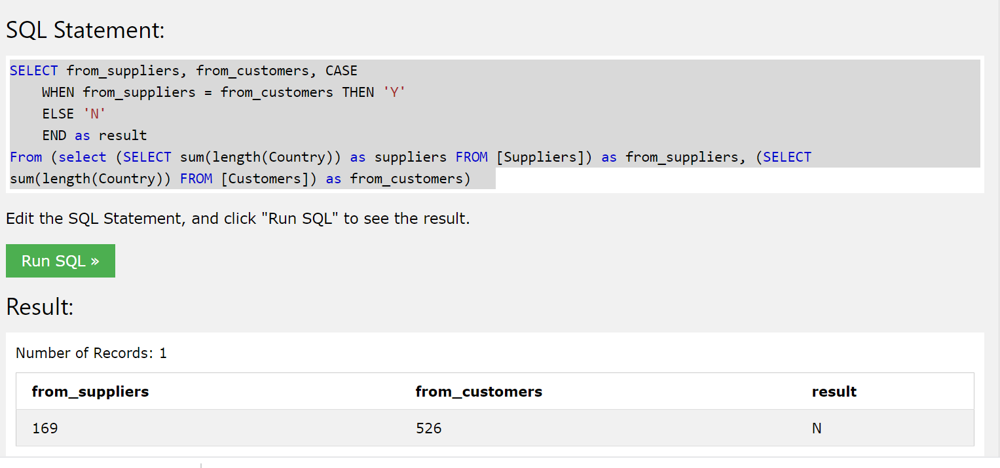 SQL Statement:
SELECT from_suppliers, from_customers, CASE
WHEN from_suppliers = from_customers THEN 'Y'
ELSE 'N'
END as result
From (select (SELECT sum(length(Country)) as suppliers FROM [Suppliers]) as from_suppliers, (SELECT
sum(length(Country)) FROM [Customers]) as from_customers)
Edit the SQL Statement, and click "Run SQL" to see the result.
Run SQL »
Result:
Number of Records: 1
from_suppliers from_customers result
169 526 N